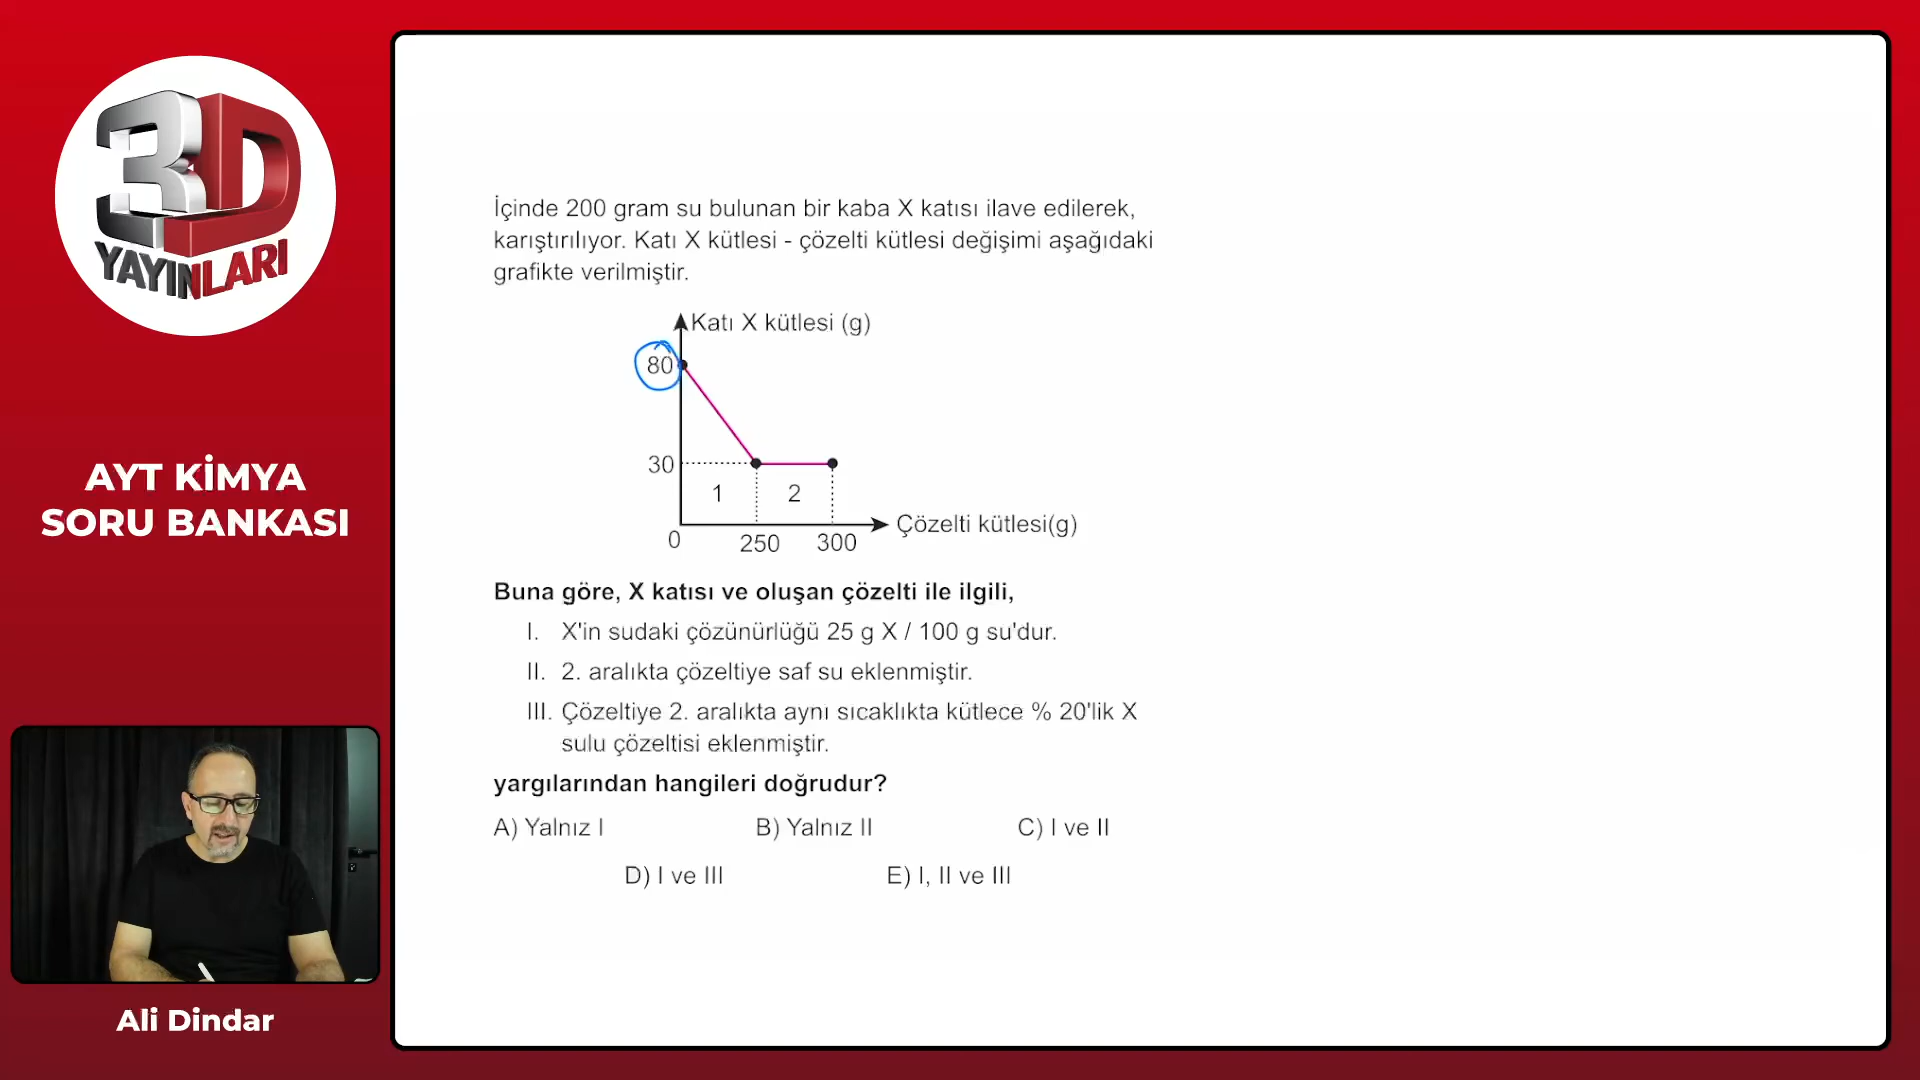 3D
YAYINLARI
AYT KİMYA
SORU BANKASI
Ali Dindar
İçinde 200 gram su bulunan bir kaba X katısı ilave edilerek,
karıştırılıyor. Katı X kütlesi - çözelti kütlesi değişimi aşağıdaki
grafikte verilmiştir.
Katı X kütlesi (g)
80
30
1
2
0
250
300
Çözelti kütlesi(g)
Buna göre, X katısı ve oluşan çözelti ile ilgili,
I. X'in sudaki çözünürlüğü 25 g X / 100 g su'dur.
II. 2. aralıkta çözeltiye saf su eklenmiştir.
III. Çözeltiye 2. aralıkta aynı sıcaklıkta kütlece % 20'lik X
sulu çözeltisi eklenmiştir.
yargılarından hangileri doğrudur?
A) Yalnız I
B) Yalnız II
C) I ve II
D) I ve III
E) I, II ve III